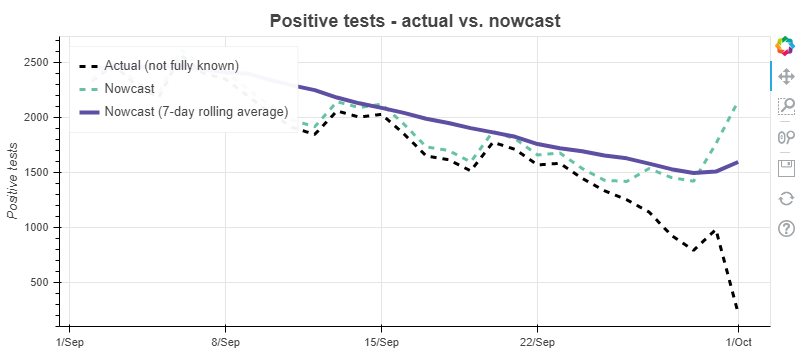 Positive tests - actual vs. nowcast
2500
2000
1500
1000
500
Positive tests
Actual (not fully known)
Nowcast
Nowcast (7-day rolling average)
1/Sep
8/Sep
15/Sep
22/Sep
1/Oct